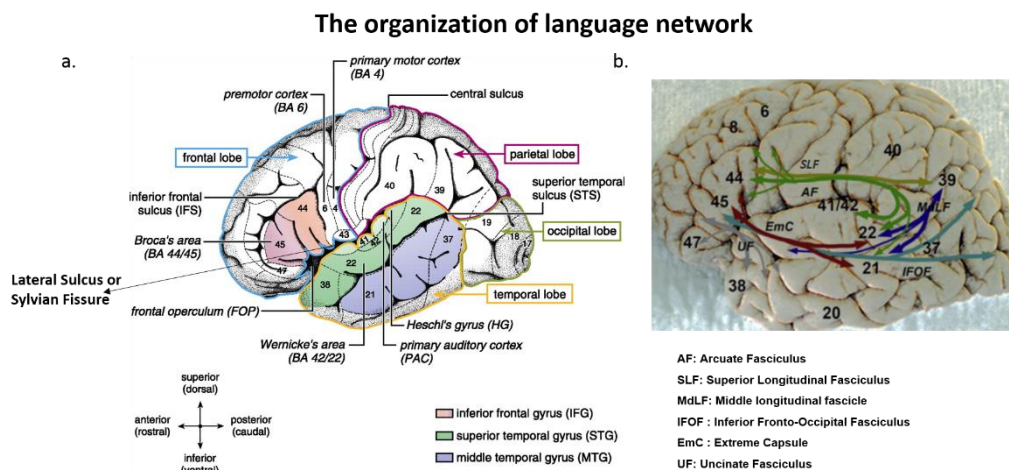 The organization of language network
a.
primary motor cortex
(BA 4)
premotor cortex
(BA 6)
central sulcus
frontal lobe
parietal lobe
inferior frontal
sulcus (IFS)
superior temporal
sulcus (STS)
Broca's area
(BA 44/45)
occipital lobe
Lateral Sulcus or
Sylvian Fissure
temporal lobe
frontal operculum (FOP)
Heschl's gyrus (HG)
Wernicke's area
(BA 42/22)
primary auditory cortex
(PAC)
44
45
47
6
4
43
41
42
40
39
22
22
38
21
37
19
18
17
superior
(dorsal)
anterior
(rostral)
posterior
(caudal)
inferior
(ventral)
inferior frontal gyrus (IFG)
superior temporal gyrus (STG)
middle temporal gyrus (MTG)
b.
6
8
40
SLF
44
39
AF
45
41/42
MdLF
EmC
22
47
UF
37
21
IFOF
38
20
AF: Arcuate Fasciculus
SLF: Superior Longitudinal Fasciculus
MdLF: Middle longitudinal fascicle
IFOF : Inferior Fronto-Occipital Fasciculus
EmC : Extreme Capsule
UF: Uncinate Fasciculus